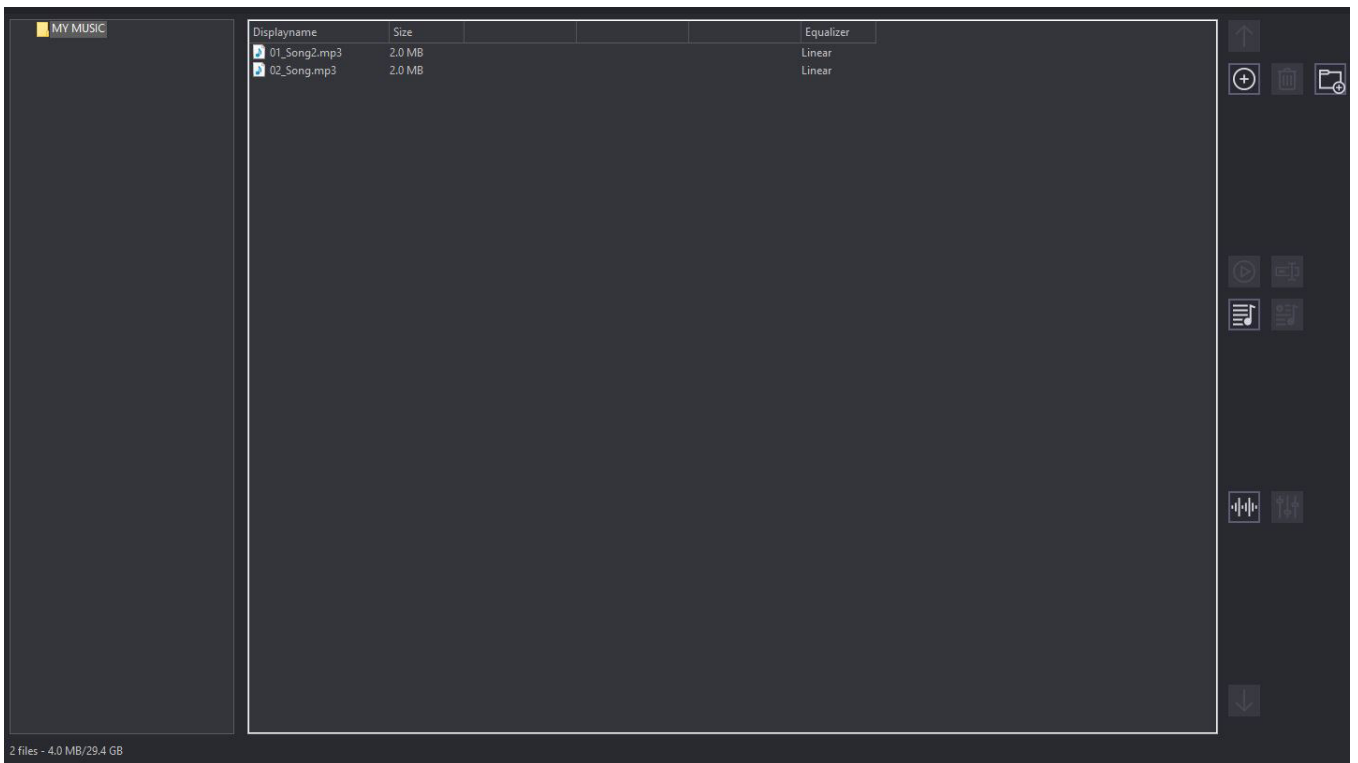 MY MUSIC
Displayname Size Equalizer
01_Song2.mp3 2.0 MB Linear
02_Song.mp3 2.0 MB Linear
2 files - 4.0 MB/29.4 GB